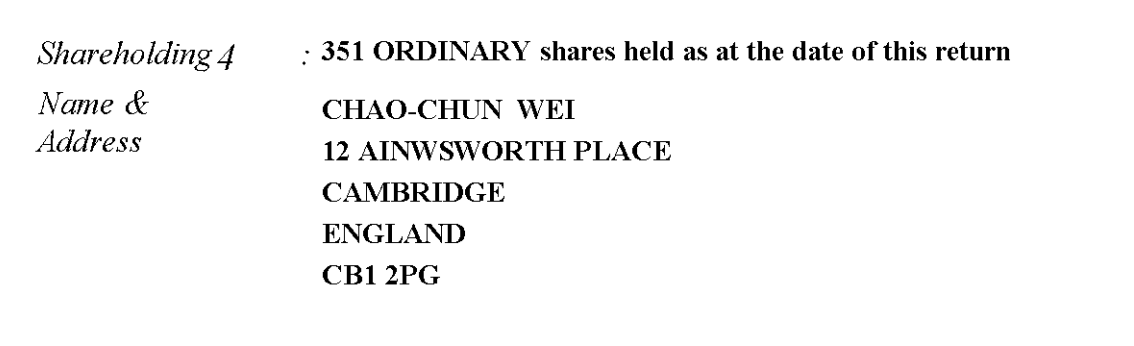 Shareholding 4 : 351 ORDINARY shares held as at the date of this return
Name &
Address
CHAO-CHUN WEI
12 AINWSWORTH PLACE
CAMBRIDGE
ENGLAND
CB1 2PG